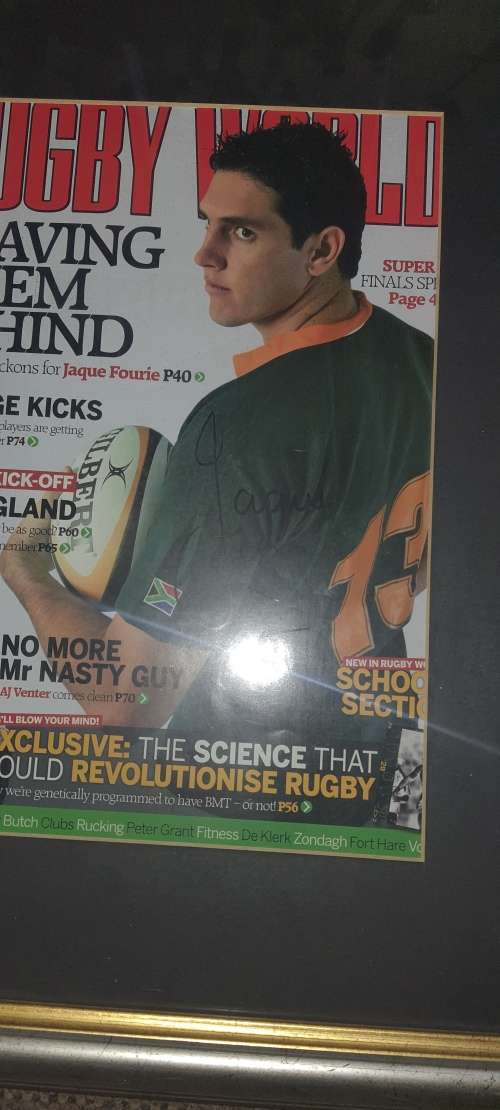 UGBY WORLD
AVING
EM
HIND
ckons for Jaque Fourie P40
SUPER
FINALS SP
Page 4
GE KICKS
players are getting
P74
GILBERT
Jaque
KICK-OFF
GLAND
be as good? P60
member P65
13
NO MORE
Mr NASTY GUY
AJ Venter comes clean P70
NEW IN RUGBY W
SCHOO
SECTI
'LL BLOW YOUR MIND!
XCLUSIVE: THE SCIENCE THAT
OULD REVOLUTIONISE RUGBY
y we're genetically programmed to have BMT – or not! P56
Butch Clubs Rucking Peter Grant Fitness De Klerk Zondagh Fort Hare Vo